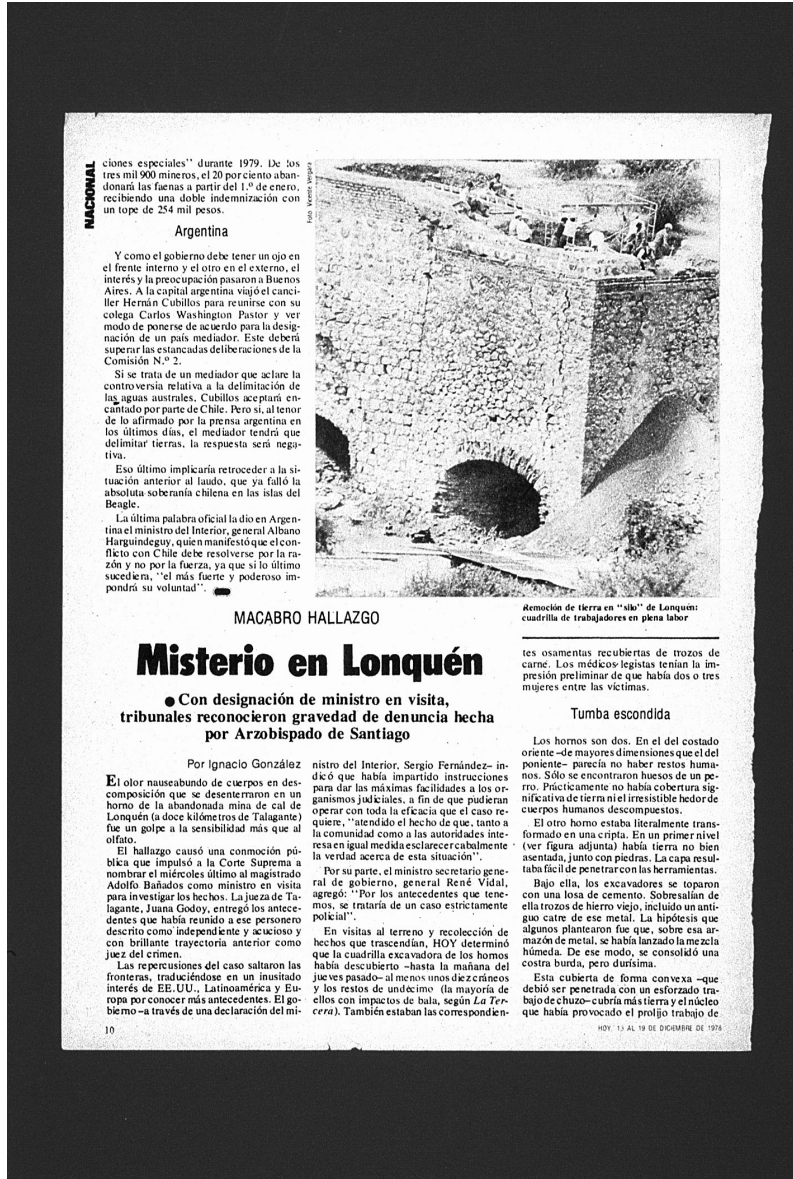 NACIONAL
ciones especiales" durante 1979. De los
tres mil 900 mineros, el 20 por ciento aban-
donará las faenas a partir del 1.º de enero,
recibiendo una doble indemnización con
un tope de 254 mil pesos.
Argentina
Y como el gobierno debe tener un ojo en
el frente interno y el otro en el externo, el
interés y la preocupación pasaron a Buenos
Aires. A la capital argentina viajó el canci-
ller Hernán Cubillos para reunirse con su
colega Carlos Washington Pastor y ver
modo de ponerse de acuerdo para la desig-
nación de un país mediador. Este deberá
superar las estancadas deliberaciones de la
Comisión N.º 2.
Si se trata de un mediador que aclare la
controversia relativa a la delimitación de
las aguas australes, Cubillos aceptará en-
cantado por parte de Chile. Pero si, al tenor
de lo afirmado por la prensa argentina en
los últimos días, el mediador tendrá que
delimitar tierras, la respuesta será nega-
tiva.
Eso último implicaría retroceder a la si-
tuación anterior al laudo, que ya falló la
absoluta soberanía chilena en las islas del
Beagle.
La última palabra oficial la dio en Argen-
tina el ministro del Interior, general Albano
Harguindeguy, quien manifestó que el con-
flicto con Chile debe resolverse por la ra-
zón y no por la fuerza, ya que si lo último
sucediera, "el más fuerte y poderoso im-
pondrá su voluntad".
Foto Vicente Vergara
Remoción de tierra en "silo" de Lonquén:
cuadrilla de trabajadores en plena labor
MACABRO HALLAZGO
Misterio en Lonquén
● Con designación de ministro en visita,
tribunales reconocieron gravedad de denuncia hecha
por Arzobispado de Santiago
Por Ignacio González
El olor nauseabundo de cuerpos en des-
composición que se desenterraron en un
horno de la abandonada mina de cal de
Lonquén (a doce kilómetros de Talagante)
fue un golpe a la sensibilidad más que al
olfato.
El hallazgo causó una conmoción pú-
blica que impulsó a la Corte Suprema a
nombrar el miércoles último al magistrado
Adolfo Bañados como ministro en visita
para investigar los hechos. La jueza de Ta-
lagante, Juana Godoy, entregó los antece-
dentes que había reunido a ese personero
descrito como independiente y acucioso y
con brillante trayectoria anterior como
juez del crimen.
Las repercusiones del caso saltaron las
fronteras, traduciéndose en un inusitado
interés de EE.UU., Latinoamérica y Eu-
ropa por conocer más antecedentes. El go-
bierno –a través de una declaración del mi-
nistro del Interior, Sergio Fernández– in-
dicó que había impartido instrucciones
para dar las máximas facilidades a los or-
ganismos judiciales, a fin de que pudieran
operar con toda la eficacia que el caso re-
quiere, "atendido el hecho de que, tanto a
la comunidad como a las autoridades inte-
resa en igual medida esclarecer cabalmente
la verdad acerca de esta situación".
Por su parte, el ministro secretario gene-
ral de gobierno, general René Vidal,
agregó: "Por los antecedentes que tene-
mos, se trataría de un caso estrictamente
policial".
En visitas al terreno y recolección de
hechos que trascendían, HOY determinó
que la cuadrilla excavadora de los hornos
había descubierto –hasta la mañana del
jueves pasado– al menos unos diez cráneos
y los restos de undécimo (la mayoría de
ellos con impactos de bala, según La Ter-
cera). También estaban las correspondien-
tes osamentas recubiertas de trozos de
carne. Los médicos legistas tenían la im-
presión preliminar de que había dos o tres
mujeres entre las víctimas.
Tumba escondida
Los hornos son dos. En el del costado
oriente –de mayores dimensiones que el del
poniente– parecía no haber restos huma-
nos. Sólo se encontraron huesos de un pe-
rro. Prácticamente no había cobertura sig-
nificativa de tierra ni el irresistible hedor de
cuerpos humanos descompuestos.
El otro horno estaba literalmente trans-
formado en una cripta. En un primer nivel
(ver figura adjunta) había tierra no bien
asentada, junto con piedras. La capa resul-
taba fácil de penetrar con las herramientas.
Bajo ella, los excavadores se toparon
con una losa de cemento. Sobresalían de
ella trozos de hierro viejo, incluido un anti-
guo catre de ese metal. La hipótesis que
algunos plantearon fue que, sobre esa ar-
mazón de metal, se había lanzado la mezcla
húmeda. De ese modo, se consolidó una
costra burda, pero durísima.
Esta cubierta de forma convexa –que
debió ser penetrada con un esforzado tra-
bajo de chuzo– cubría más tierra y el núcleo
que había provocado el prolijo trabajo de
10
HOY, 13 AL 19 DE DICIEMBRE DE 1978